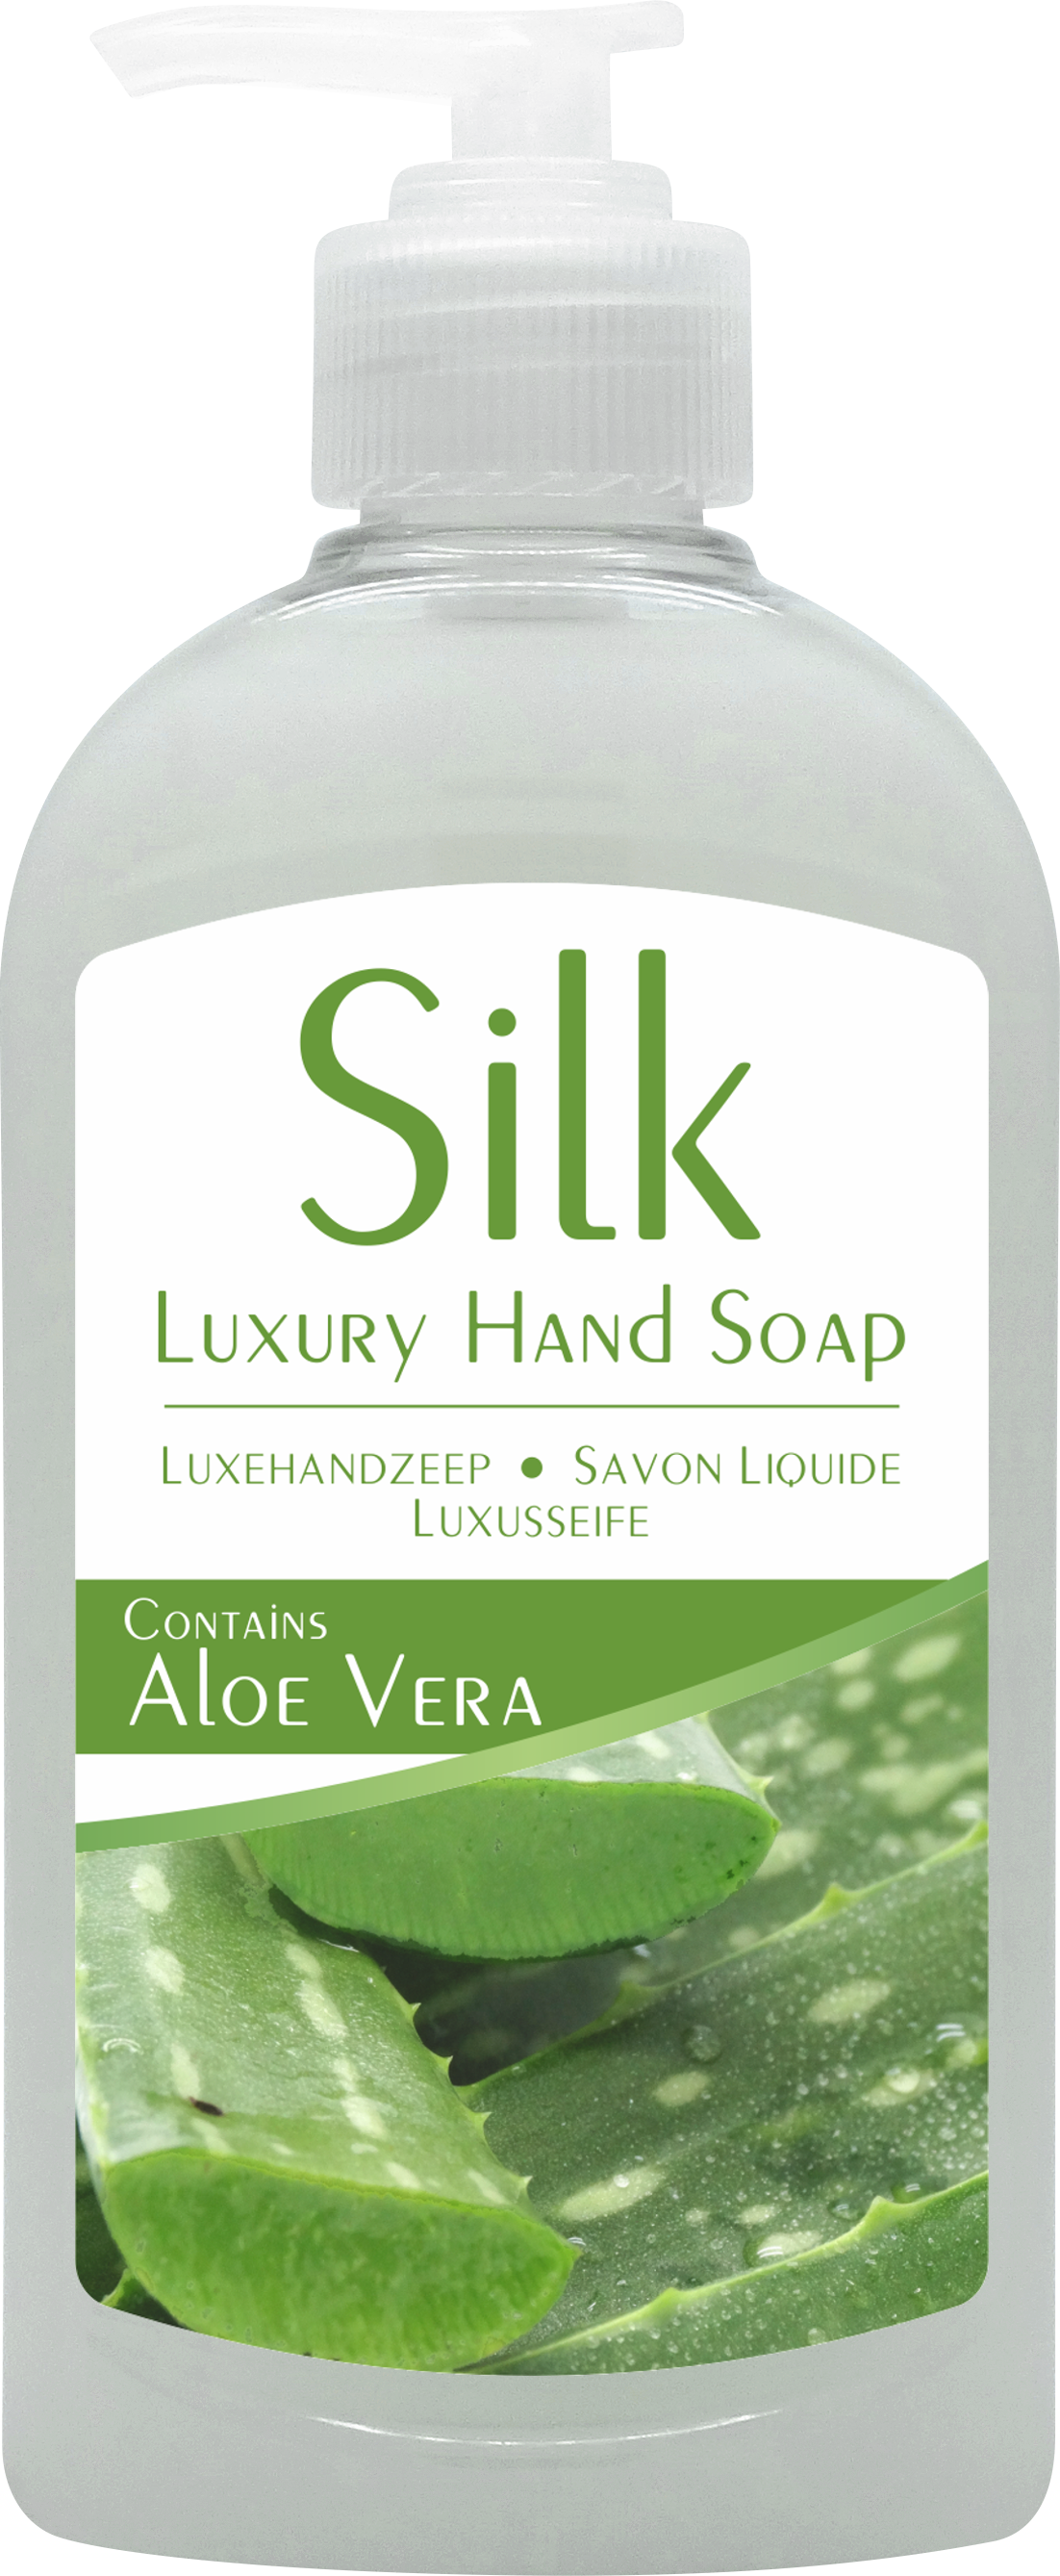 Silk
Luxury Hand Soap
Luxehandzeep • Savon Liquide
Luxusseife
Contains
Aloe Vera